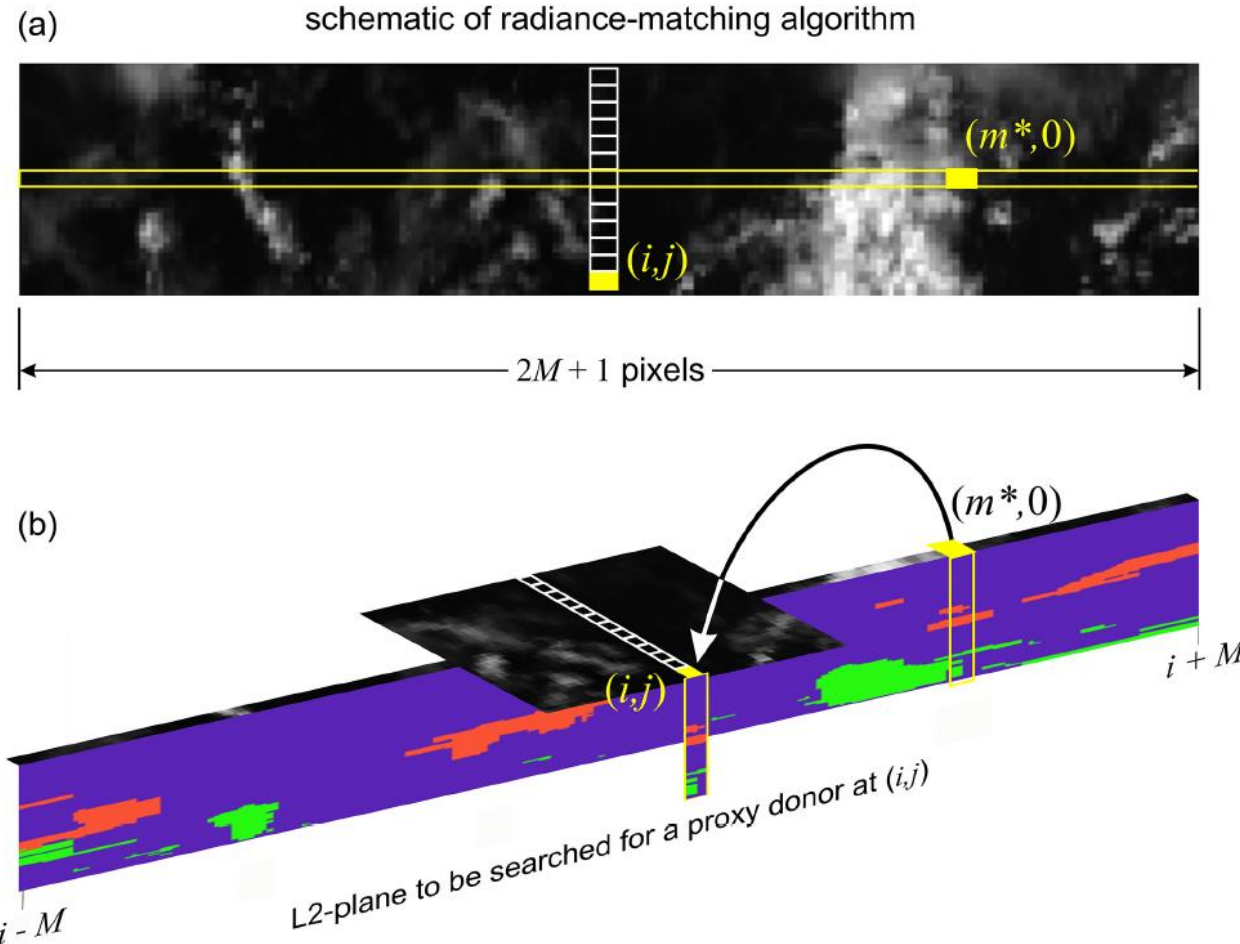 (a)
schematic of radiance-matching algorithm
(m*,0)
(i,j)
2M + 1 pixels
(b)
(m*,0)
(i,j)
i + M
L2-plane to be searched for a proxy donor at (i,j)
i - M